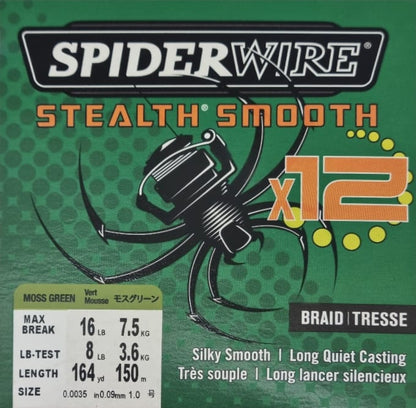 SPIDERWIRE®
STEALTH® SMOOTH
x12
MOSS GREEN Vert Mousse モスグリーン
MAX BREAK 16 LB 7.5 KG
LB-TEST 8 LB 3.6 KG
LENGTH 164 yd 150 m
SIZE 0.0035 in 0.09mm 1.0 号
BRAID | TRESSE
Silky Smooth | Long Quiet Casting
Très souple | Long lancer silencieux